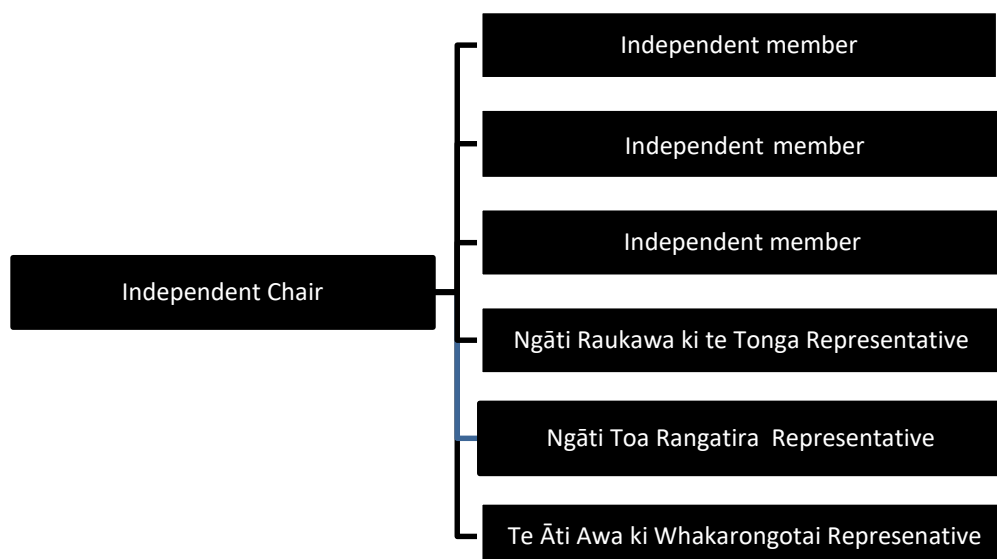 Independent member
Independent member
Independent member
Independent Chair
Ngāti Raukawa ki te Tonga Representative
Ngāti Toa Rangatira Representative
Te Āti Awa ki Whakarongotai Represenative